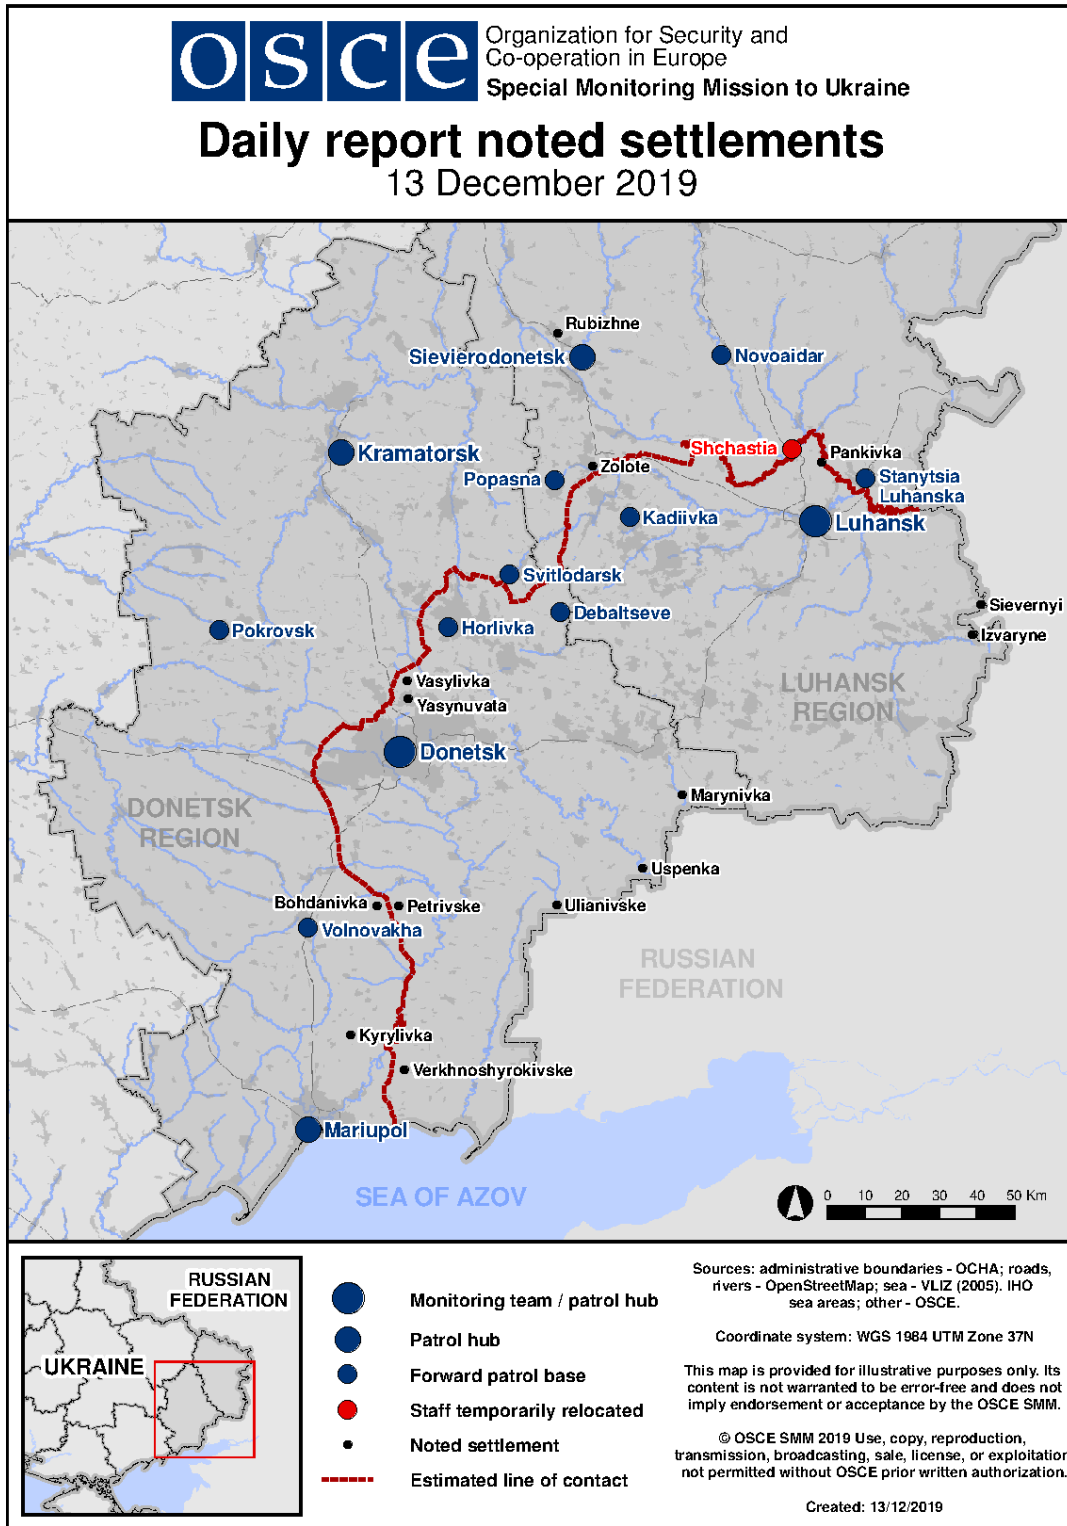 osce
Organization for Security and
Co-operation in Europe
Special Monitoring Mission to Ukraine
Daily report noted settlements
13 December 2019
Rubizhne
Sievierodonetsk
Novoaidar
Kramatorsk
Shchastia
Zolote
Pankivka
Popasna
Stanytsia
Luhanska
Kadiivka
Luhansk
Svitlodarsk
Debaltseve
Sievernyi
Horlivka
Pokrovsk
Izvaryne
Vasylivka
Yasynuvata
LUHANSK
REGION
Donetsk
Marynivka
DONETSK
REGION
Uspenka
Bohdanivka
Petrivske
Ulianivske
Volnovakha
RUSSIAN
FEDERATION
Kyrylivka
Verkhnoshyrokivske
Mariupol
SEA OF AZOV
0 10 20 30 40 50 Km
RUSSIAN
FEDERATION
UKRAINE
Monitoring team / patrol hub
Patrol hub
Forward patrol base
Staff temporarily relocated
Noted settlement
Estimated line of contact
Sources: administrative boundaries - OCHA; roads,
rivers - OpenStreetMap; sea - VLIZ (2005). IHO
sea areas; other - OSCE.
Coordinate system: WGS 1984 UTM Zone 37N
This map is provided for illustrative purposes only. Its
content is not warranted to be error-free and does not
imply endorsement or acceptance by the OSCE SMM.
© OSCE SMM 2019 Use, copy, reproduction,
transmission, broadcasting, sale, license, or exploitation
not permitted without OSCE prior written authorization.
Created: 13/12/2019